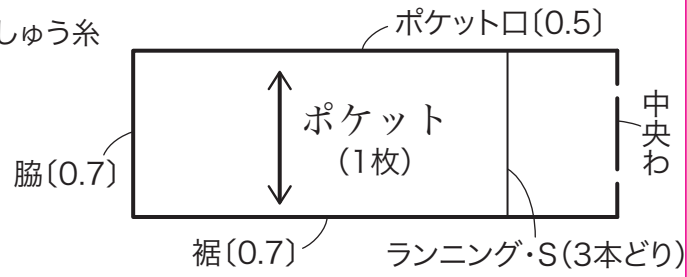 しゅう糸
ポケット口〔0.5〕
ポケット
(1枚)
中央わ
脇〔0.7〕
裾〔0.7〕
ランニング・S(3本どり)